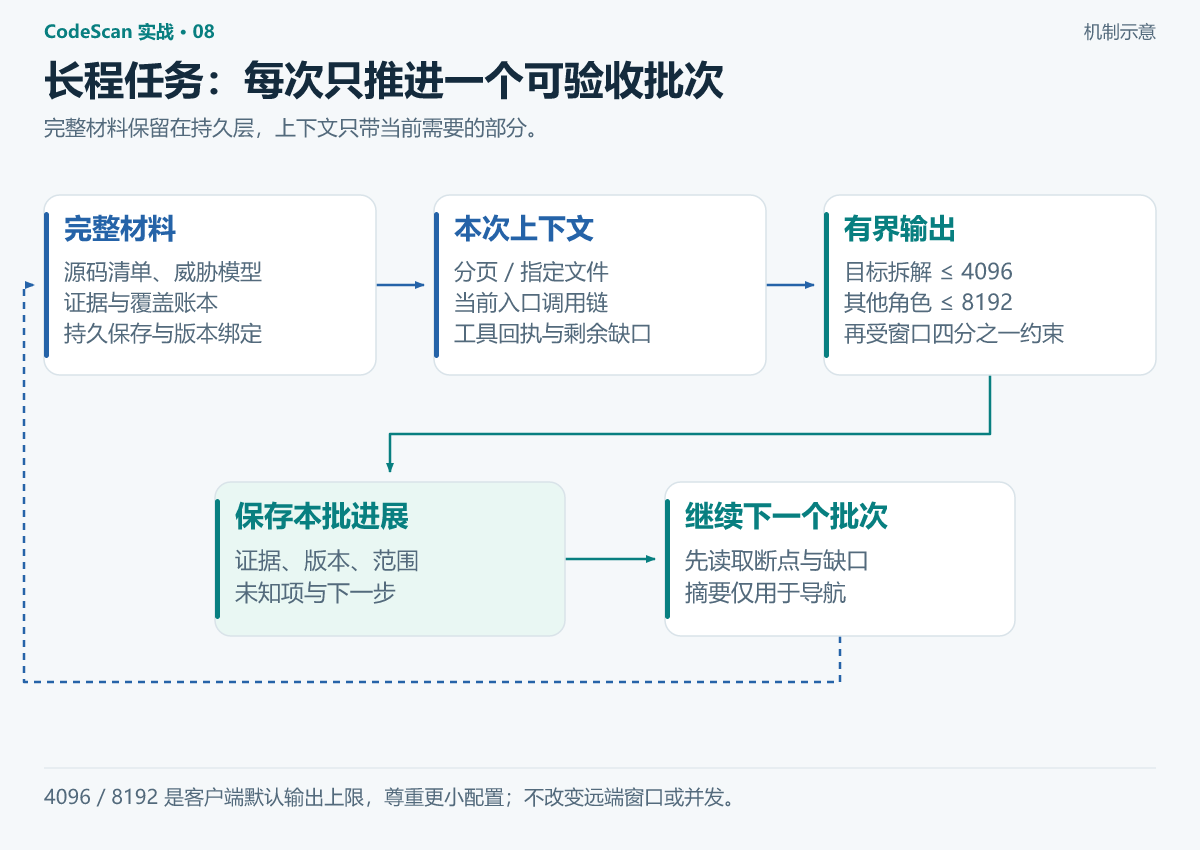 CodeScan 实战 • 08
机制示意
长程任务：每次只推进一个可验收批次
完整材料保留在持久层，上下文只带当前需要的部分。
完整材料
源码清单、威胁模型
证据与覆盖账本
持久保存与版本绑定
本次上下文
分页 / 指定文件
当前入口调用链
工具回执与剩余缺口
有界输出
目标拆解 ≤ 4096
其他角色 ≤ 8192
再受窗口四分之一约束
保存本批进展
证据、版本、范围
未知项与下一步
继续下一个批次
先读取断点与缺口
摘要仅用于导航
4096 / 8192 是客户端默认输出上限，尊重更小配置；不改变远端窗口或并发。